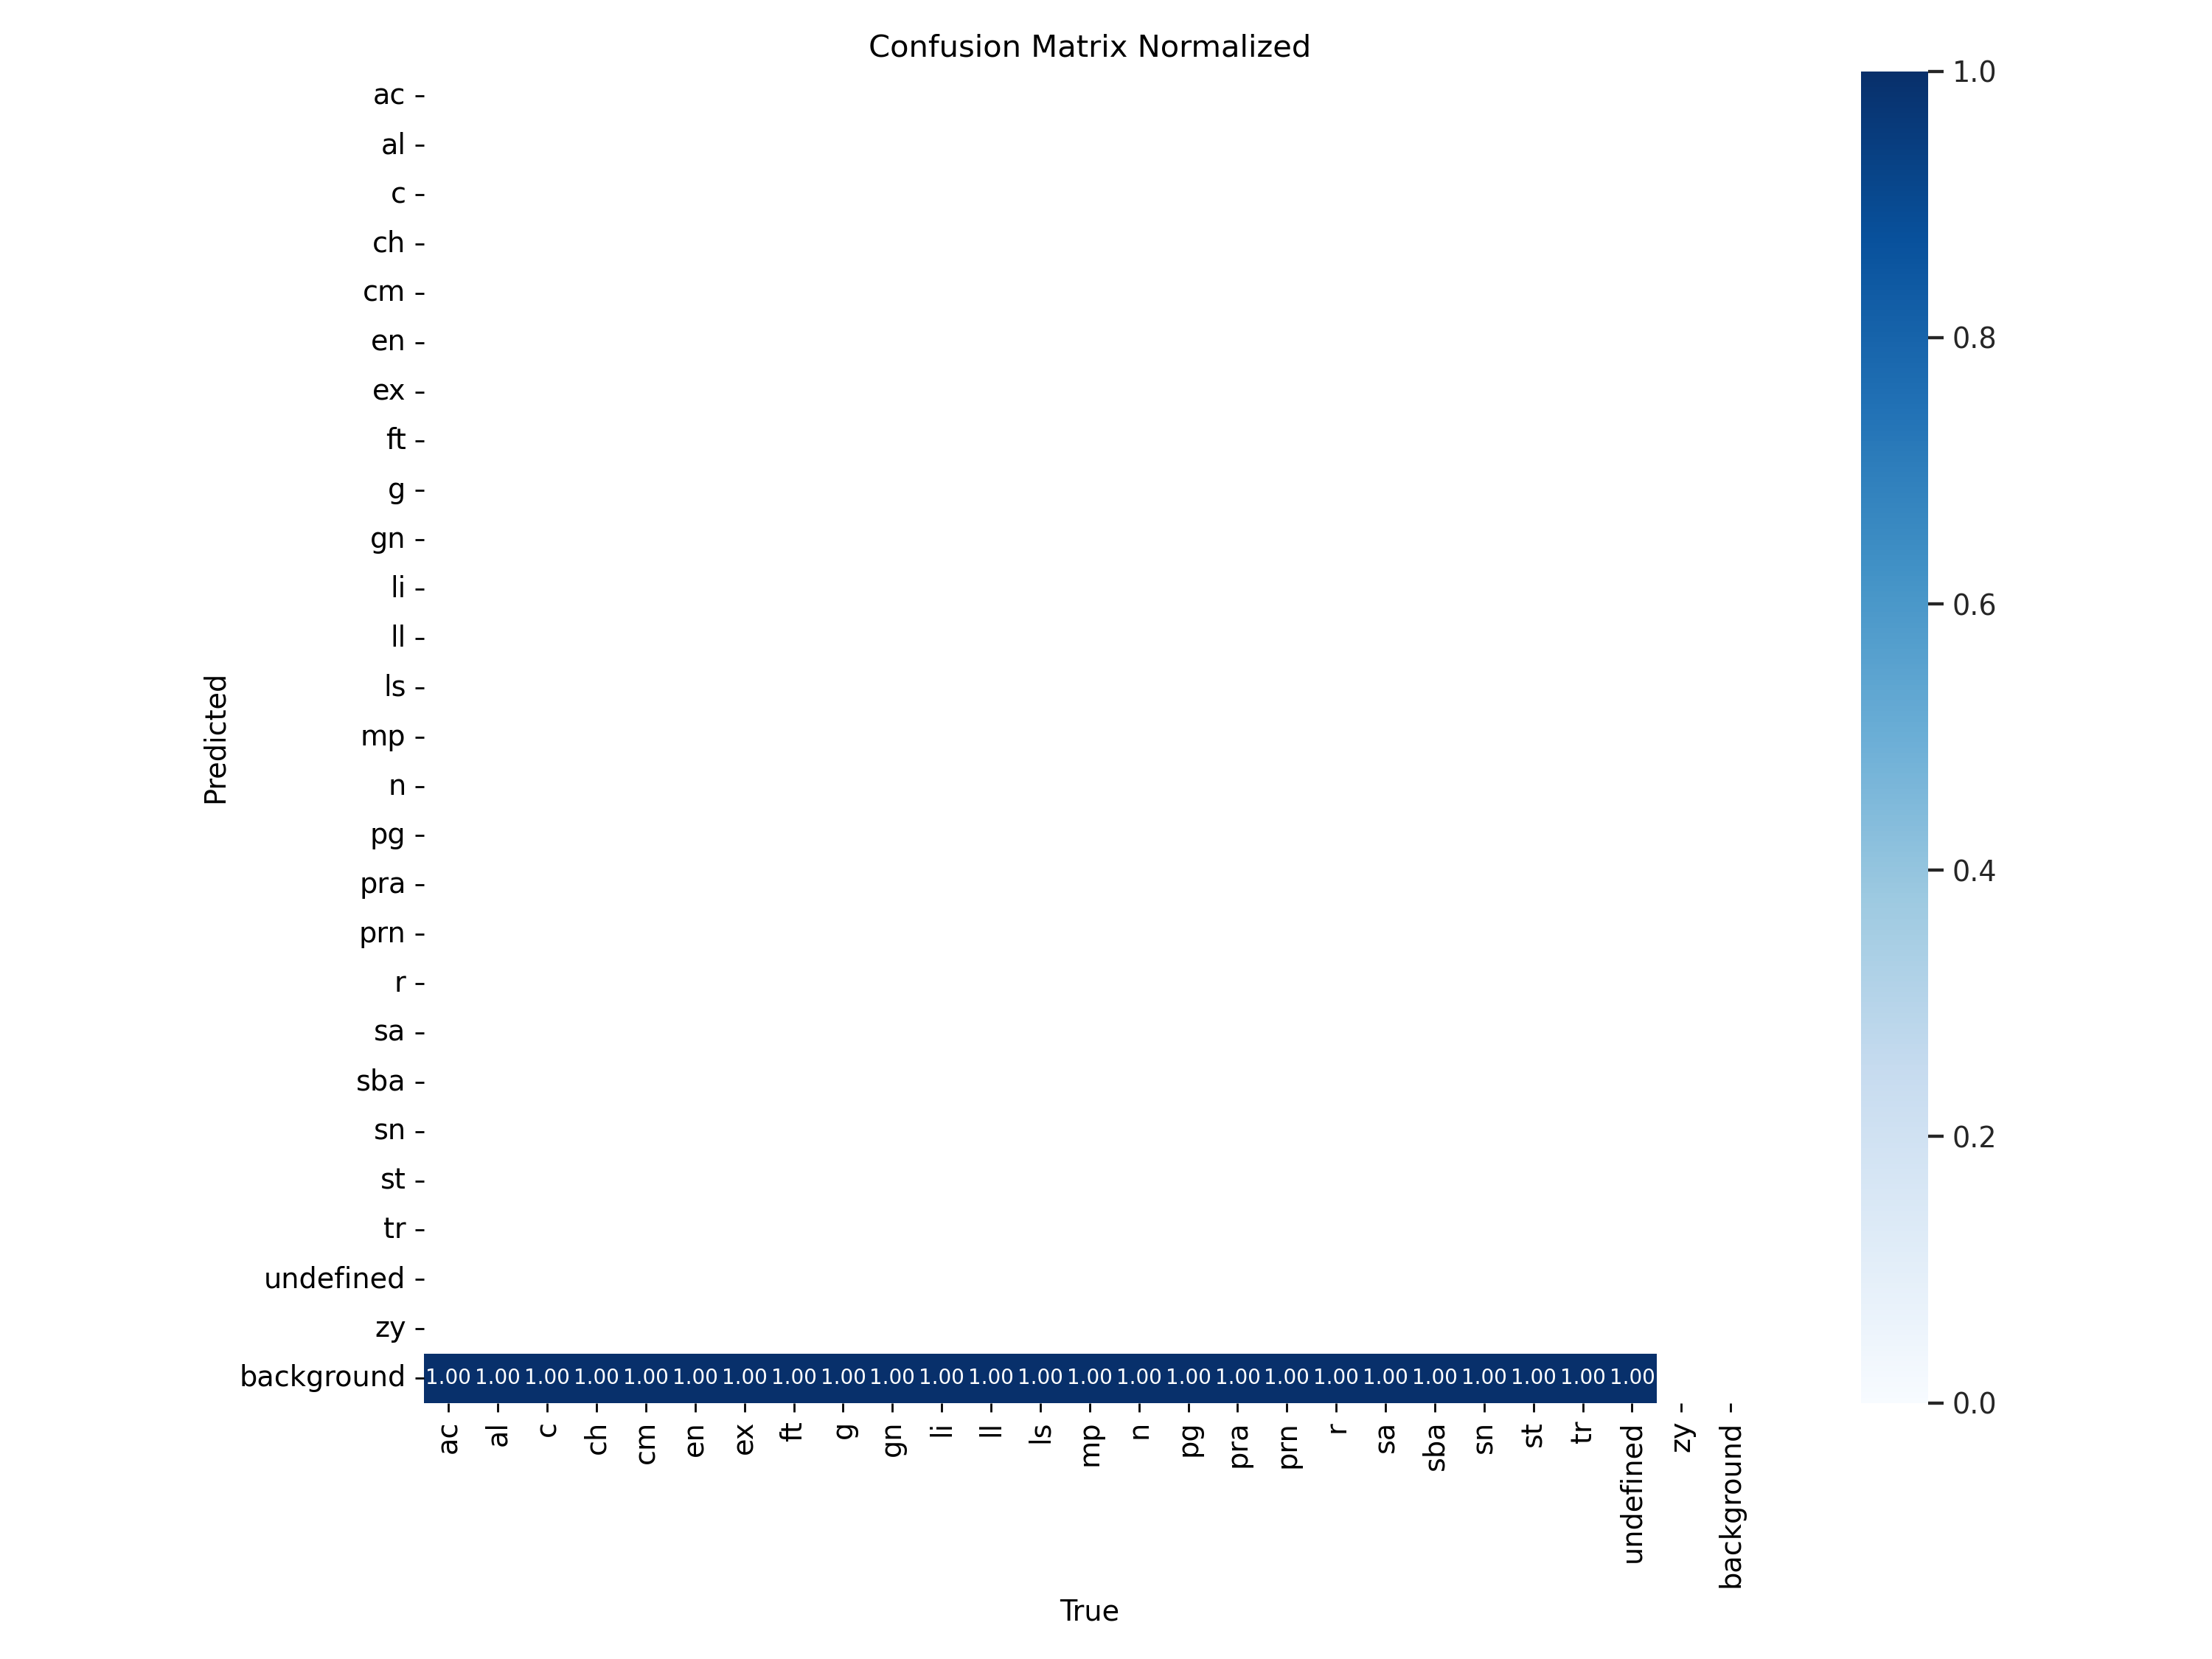 Confusion Matrix Normalized
ac
al
c
ch
cm
en
ex
ft
g
gn
li
ll
ls
mp
n
pg
pra
prn
r
sa
sba
sn
st
tr
undefined
zy
background
Predicted
1.00 1.00 1.00 1.00 1.00 1.00 1.00 1.00 1.00 1.00 1.00 1.00 1.00 1.00 1.00 1.00 1.00 1.00 1.00 1.00 1.00 1.00 1.00 1.00 1.00
ac al c ch cm en ex ft g gn li ll ls mp n pg pra prn r sa sba sn st tr undefined zy background
True
1.0
0.8
0.6
0.4
0.2
0.0